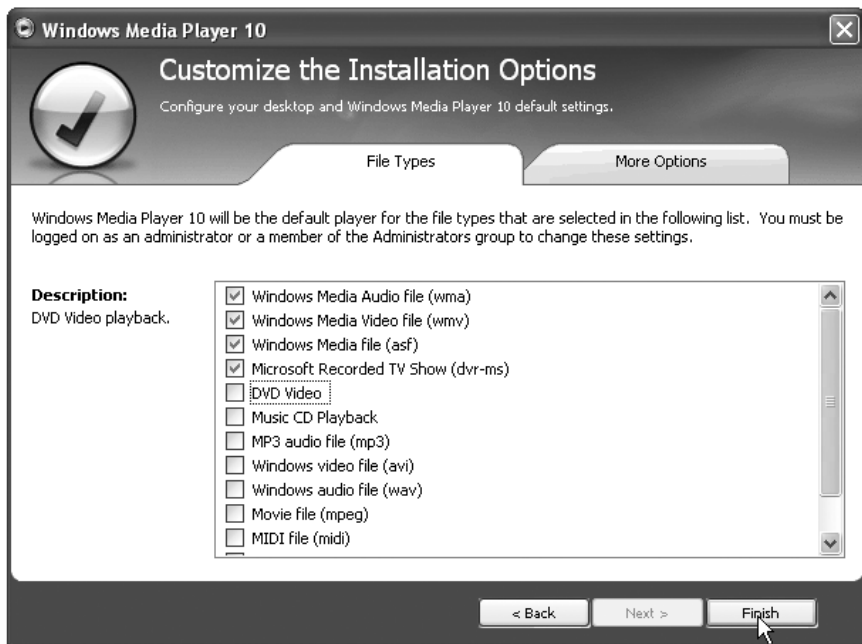 Windows Media Player 10
Customize the Installation Options
Configure your desktop and Windows Media Player 10 default settings.
File Types
More Options
Windows Media Player 10 will be the default player for the file types that are selected in the following list. You must be
logged on as an administrator or a member of the Administrators group to change these settings.
Description:
DVD Video playback.
Windows Media Audio file (wma)
Windows Media Video file (wmv)
Windows Media file (asf)
Microsoft Recorded TV Show (dvr-ms)
DVD Video
Music CD Playback
MP3 audio file (mp3)
Windows video file (avi)
Windows audio file (wav)
Movie file (mpeg)
MIDI file (midi)
< Back
Next >
Finish